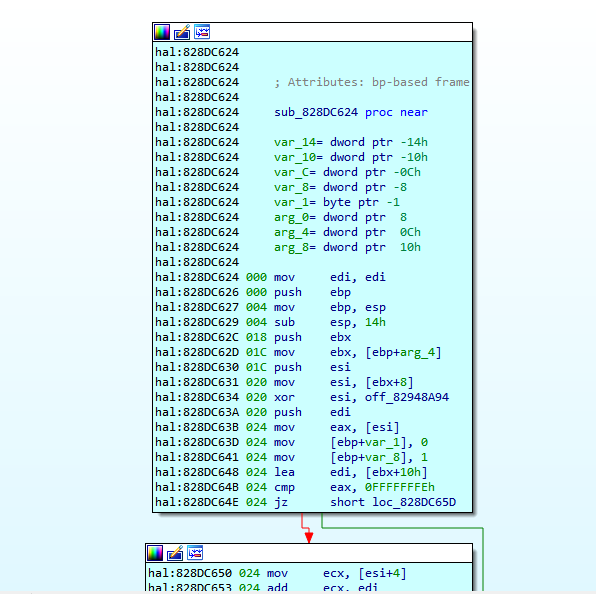 hal:828DC624
hal:828DC624
hal:828DC624 ; Attributes: bp-based frame
hal:828DC624
hal:828DC624 sub_828DC624 proc near
hal:828DC624
hal:828DC624 var_14= dword ptr -14h
hal:828DC624 var_10= dword ptr -10h
hal:828DC624 var_C= dword ptr -0Ch
hal:828DC624 var_8= dword ptr -8
hal:828DC624 var_1= byte ptr -1
hal:828DC624 arg_0= dword ptr 8
hal:828DC624 arg_4= dword ptr 0Ch
hal:828DC624 arg_8= dword ptr 10h
hal:828DC624
hal:828DC624 000 mov edi, edi
hal:828DC626 000 push ebp
hal:828DC627 004 mov ebp, esp
hal:828DC629 004 sub esp, 14h
hal:828DC62C 018 push ebx
hal:828DC62D 01C mov ebx, [ebp+arg_4]
hal:828DC630 01C push esi
hal:828DC631 020 mov esi, [ebx+8]
hal:828DC634 020 xor esi, off_82948A94
hal:828DC63A 020 push edi
hal:828DC63B 024 mov eax, [esi]
hal:828DC63D 024 mov [ebp+var_1], 0
hal:828DC641 024 mov [ebp+var_8], 1
hal:828DC648 024 lea edi, [ebx+10h]
hal:828DC64B 024 cmp eax, 0FFFFFFFEh
hal:828DC64E 024 jz short loc_828DC65D
hal:828DC650 024 mov ecx, [esi+4]
hal:828DC653 024 add ecx, edi